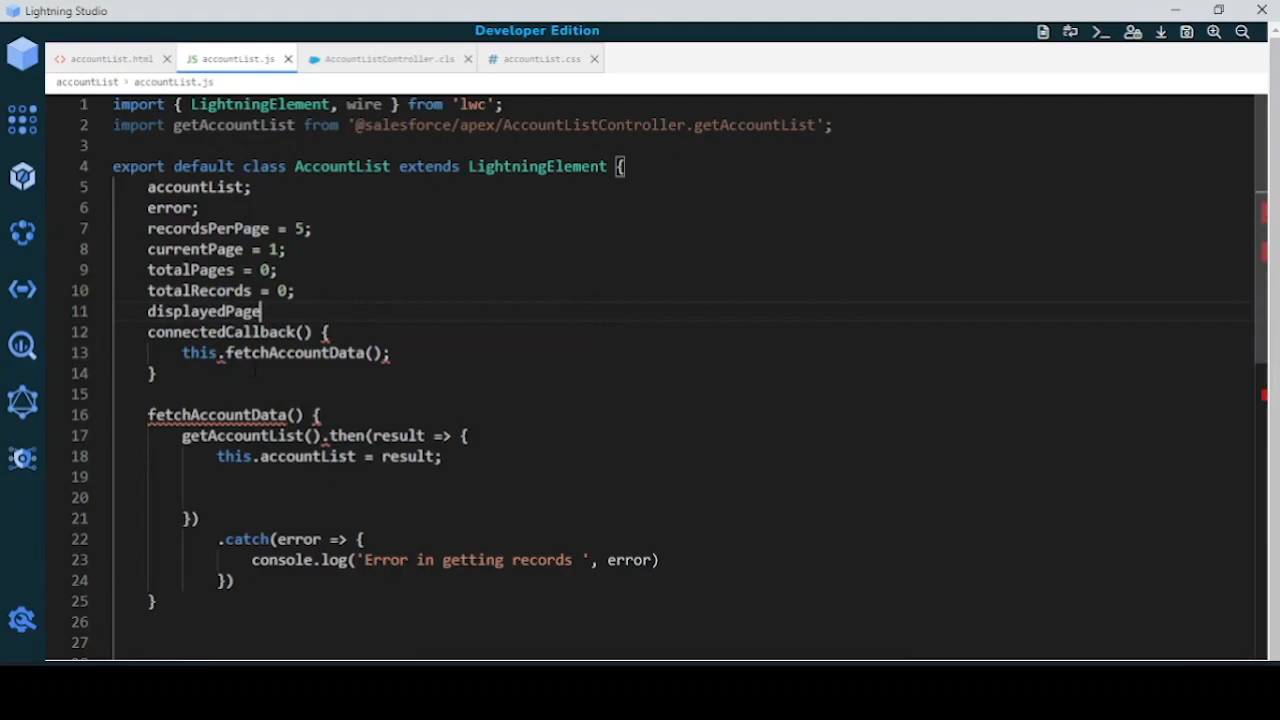 Lightning Studio
Developer Edition
<> accountList.html
JS accountList.js
AccountListController.cls
# accountList.css
accountList > accountList.js
1 import { LightningElement, wire } from 'lwc';
2 import getAccountList from '@salesforce/apex/AccountListController.getAccountList';
3
4 export default class AccountList extends LightningElement {
5 accountList;
6 error;
7 recordsPerPage = 5;
8 currentPage = 1;
9 totalPages = 0;
10 totalRecords = 0;
11 displayedPage
12 connectedCallback() {
13 this.fetchAccountData();
14 }
15
16 fetchAccountData() {
17 getAccountList().then(result => {
18 this.accountList = result;
19
20
21 })
22 .catch(error => {
23 console.log('Error in getting records ', error)
24 })
25 }
26
27